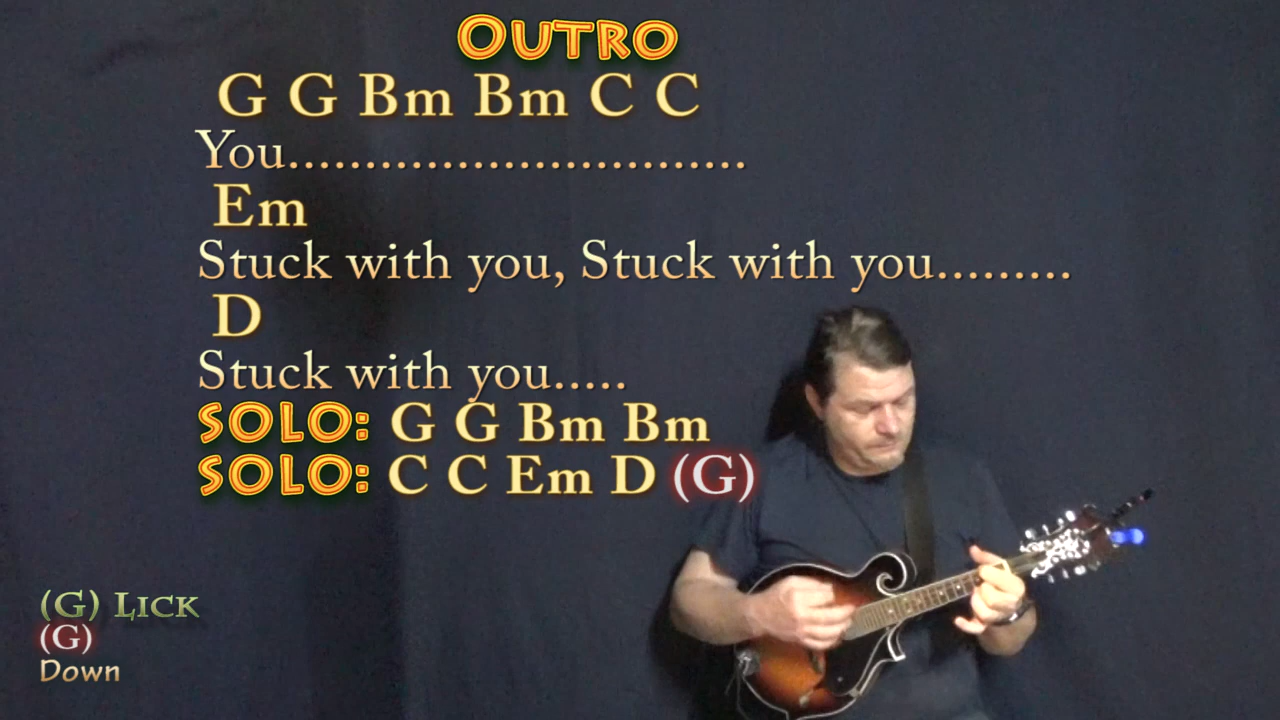 OUTRO
G G Bm Bm C C
You..............................
Em
Stuck with you, Stuck with you.........
D
Stuck with you.....
SOLO: G G Bm Bm
SOLO: C C Em D (G)
(G) LICK
(G)
Down